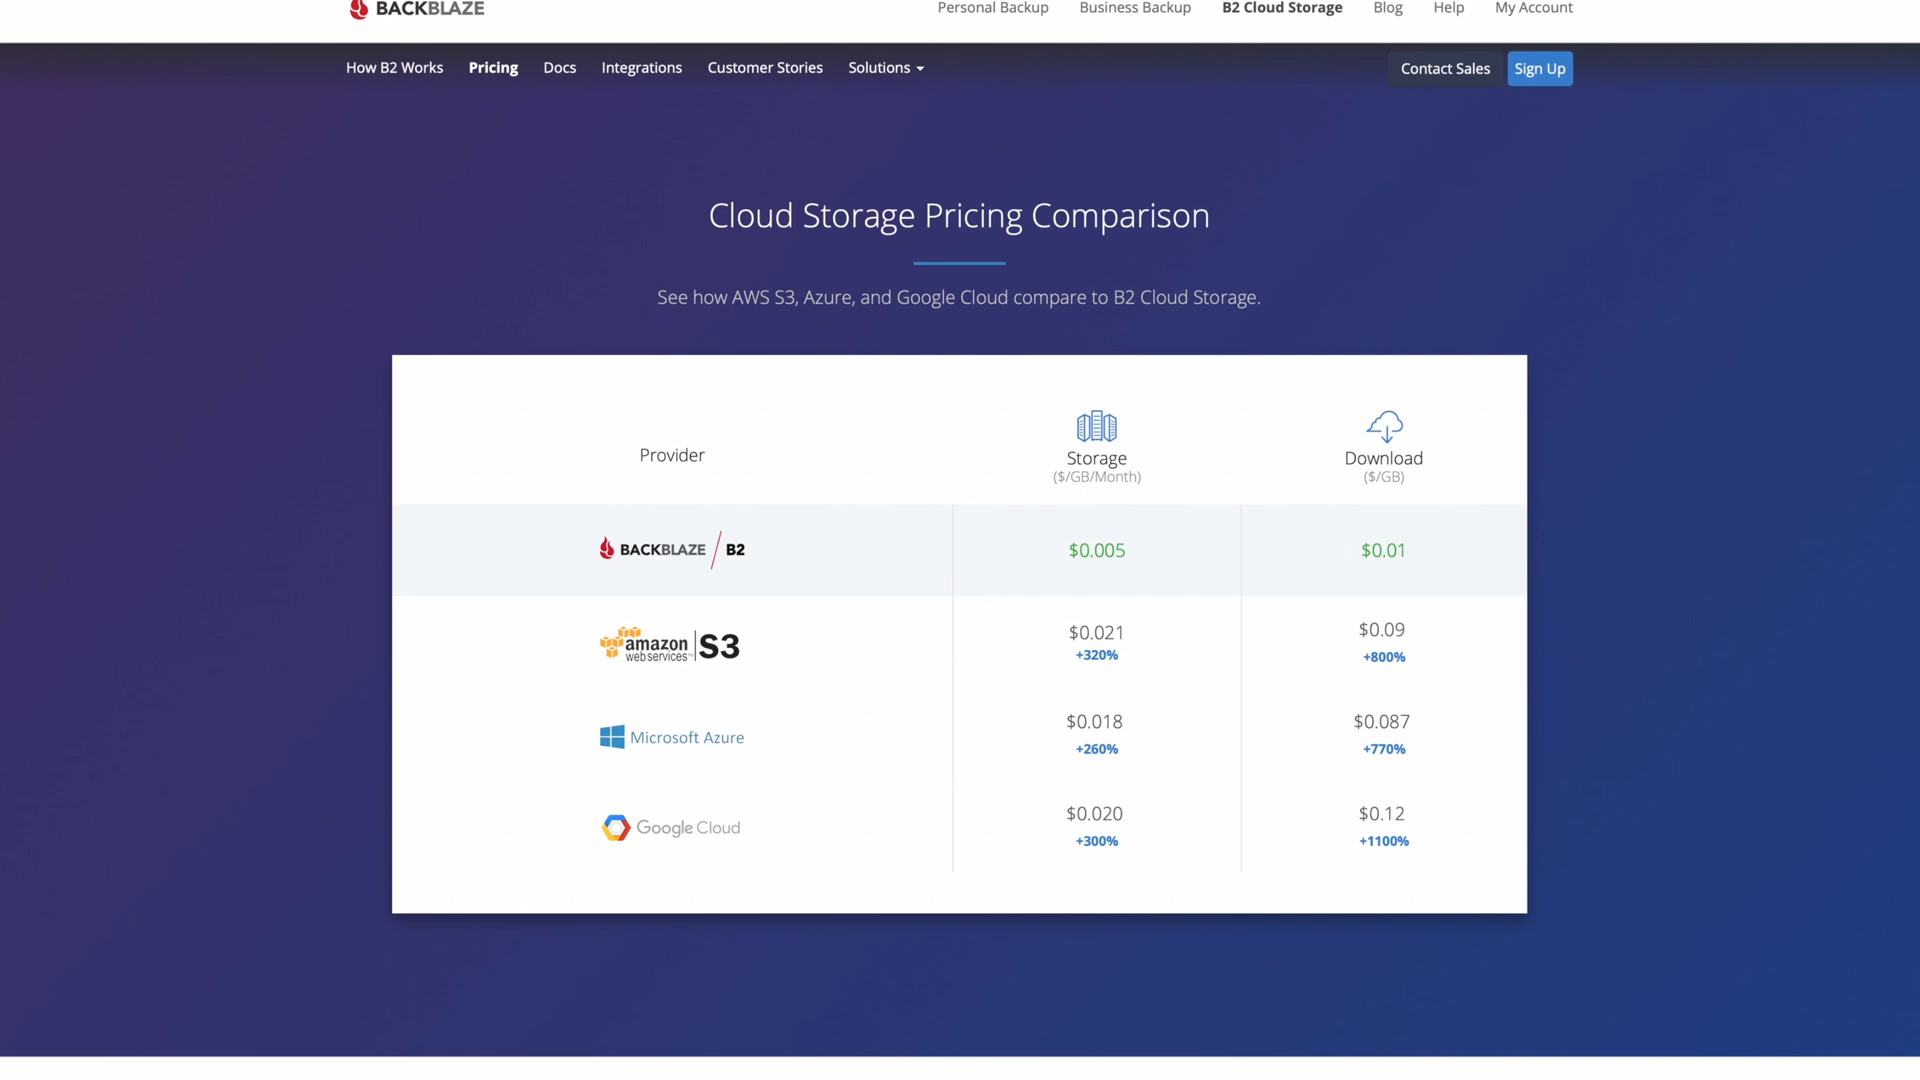 BACKBLAZE
Personal Backup Business Backup B2 Cloud Storage Blog Help My Account
How B2 Works Pricing Docs Integrations Customer Stories Solutions Contact Sales Sign Up
Cloud Storage Pricing Comparison
See how AWS S3, Azure, and Google Cloud compare to B2 Cloud Storage.
Provider
Storage
($/GB/Month)
Download
($/GB)
BACKBLAZE / B2
$0.005
$0.01
amazon
web services™ S3
$0.021
+320%
$0.09
+800%
Microsoft Azure
$0.018
+260%
$0.087
+770%
Google Cloud
$0.020
+300%
$0.12
+1100%